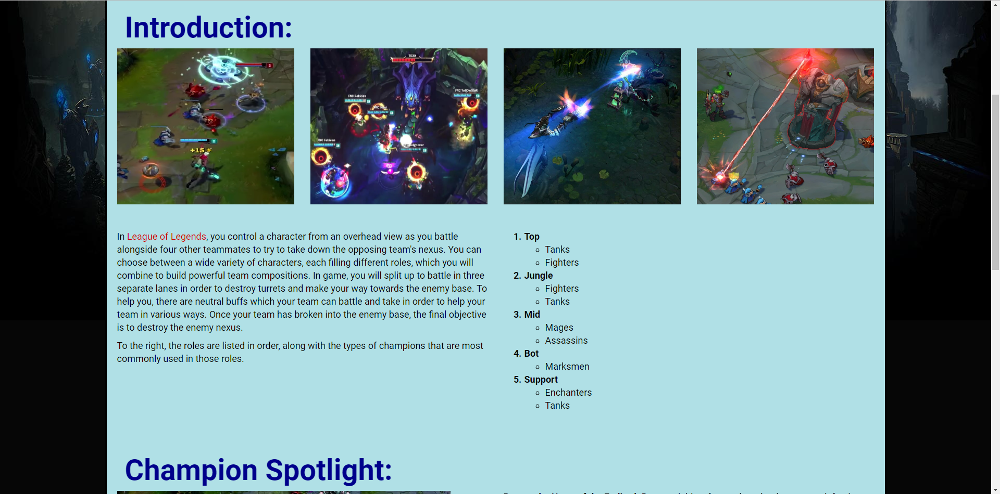 Introduction:
2
2
+15
7530
FNC Rekkles
FNC YellOwStaR
FNC Febiven
In League of Legends, you control a character from an overhead view as you battle
alongside four other teammates to try to take down the opposing team's nexus. You can
choose between a wide variety of characters, each filling different roles, which you will
combine to build powerful team compositions. In game, you will split up to battle in three
separate lanes in order to destroy turrets and make your way towards the enemy base. To
help you, there are neutral buffs which your team can battle and take in order to help your
team in various ways. Once your team has broken into the enemy base, the final objective
is to destroy the enemy nexus.
To the right, the roles are listed in order, along with the types of champions that are most
commonly used in those roles.
1. Top
Tanks
Fighters
2. Jungle
Fighters
Tanks
3. Mid
Mages
Assassins
4. Bot
Marksmen
5. Support
Enchanters
Tanks
Champion Spotlight: